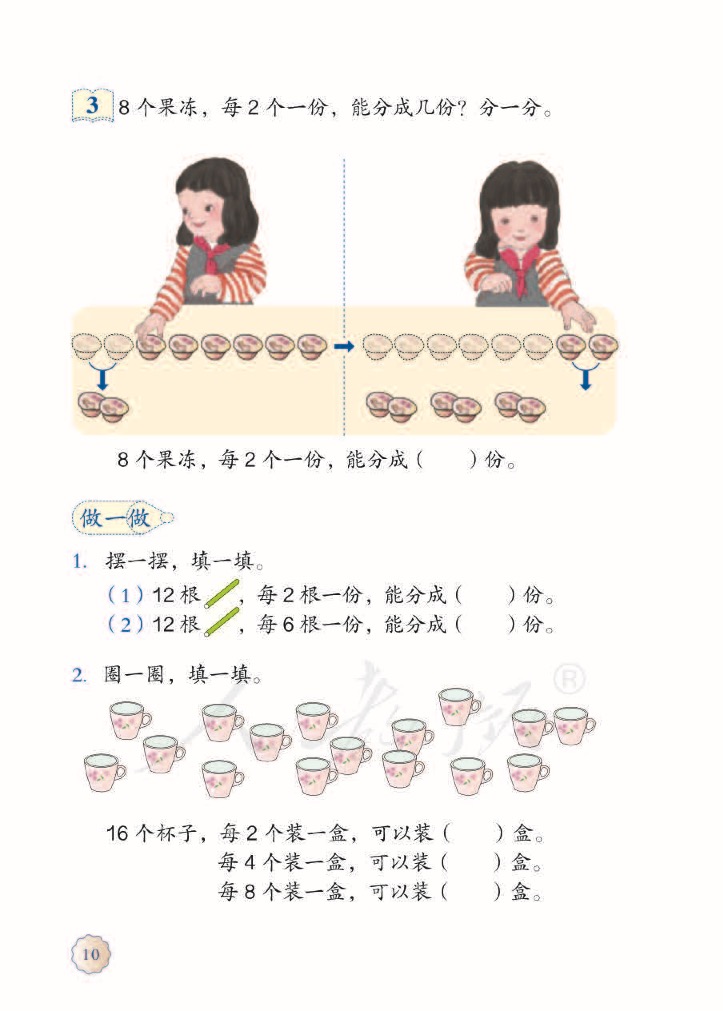 3 8个果冻，每2个一份，能分成几份？分一分。
8个果冻，每2个一份，能分成（　　）份。
做一做
1. 摆一摆，填一填。
（1）12根　，每2根一份，能分成（　　）份。
（2）12根　，每6根一份，能分成（　　）份。
2. 圈一圈，填一填。
人教领®
16个杯子，每2个装一盒，可以装（　　）盒。
每4个装一盒，可以装（　　）盒。
每8个装一盒，可以装（　　）盒。
10